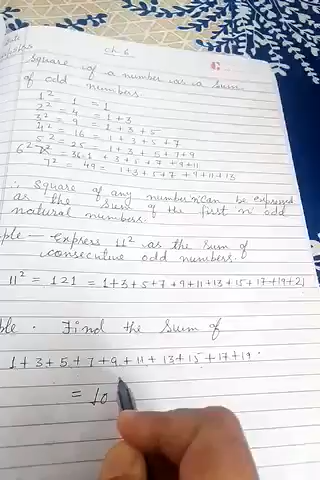 Ch 6
Square of a number as a sum
of odd numbers.
1² = 1 = 1
2² = 4 = 1+3
3² = 9 = 1+3+5
4² = 16 = 1+3+5+7
5² = 25 = 1+3+5+7+9
6² = 36 = 1+3+5+7+9+11
7² = 49 = 1+3+5+7+9+11+13
∴ Square of any number 'n' can be expressed
as the sum of the first n odd
natural numbers.
ple – Express 11² as the sum of
consecutive odd numbers.
11² = 121 = 1+3+5+7+9+11+13+15+17+19+21
ble. Find the sum of
1+3+5+7+9+11+13+15+17+19.
= 10